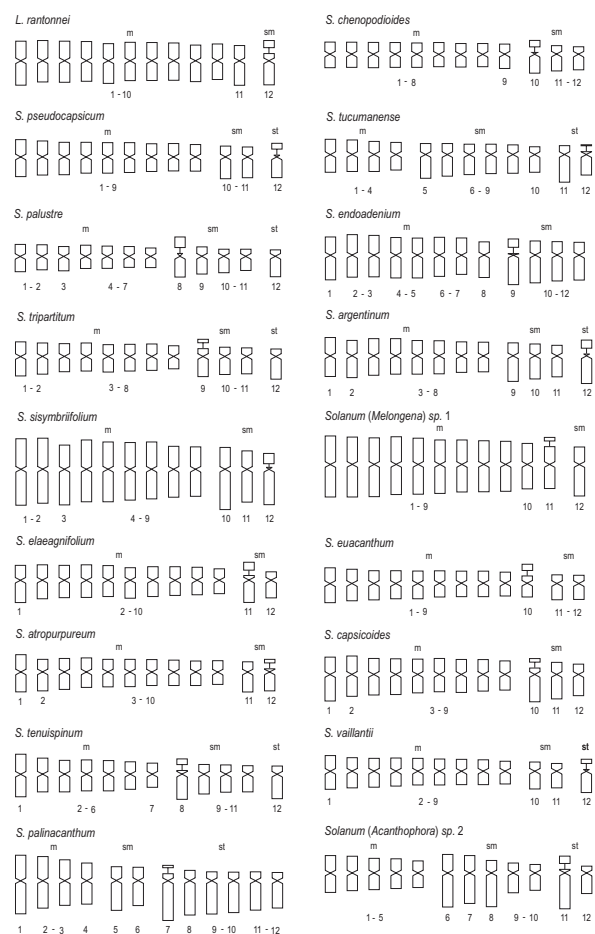 L. rantonnei
m sm
1 - 10 11 12
S. pseudocapsicum
m sm st
1 - 9 10 - 11 12
S. palustre
m sm st
1 - 2 3 4 - 7 8 9 10 - 11 12
S. tripartitum
m sm st
1 - 2 3 - 8 9 10 - 11 12
S. sisymbriifolium
m sm
1 - 2 3 4 - 9 10 11 12
S. elaeagnifolium
m sm
1 2 - 10 11 12
S. atropurpureum
m sm
1 2 3 - 10 11 12
S. tenuispinum
m sm st
1 2 - 6 7 8 9 - 11 12
S. palinacanthum
m sm st
1 2 - 3 4 5 6 7 8 9 - 10 11 - 12
S. chenopodioides
m sm
1 - 8 9 10 11 - 12
S. tucumanense
m sm st
1 - 4 5 6 - 9 10 11 12
S. endoadenium
m sm
1 2 - 3 4 - 5 6 - 7 8 9 10 - 12
S. argentinum
m sm st
1 2 3 - 8 9 10 11 12
Solanum (Melongena) sp. 1
m sm
1 - 9 10 11 12
S. euacanthum
m sm
1 - 9 10 11 - 12
S. capsicoides
m sm
1 2 3 - 9 10 11 12
S. vaillantii
m sm st
1 2 - 9 10 11 12
Solanum (Acanthophora) sp. 2
m sm st
1 - 5 6 7 8 9 - 10 11 12